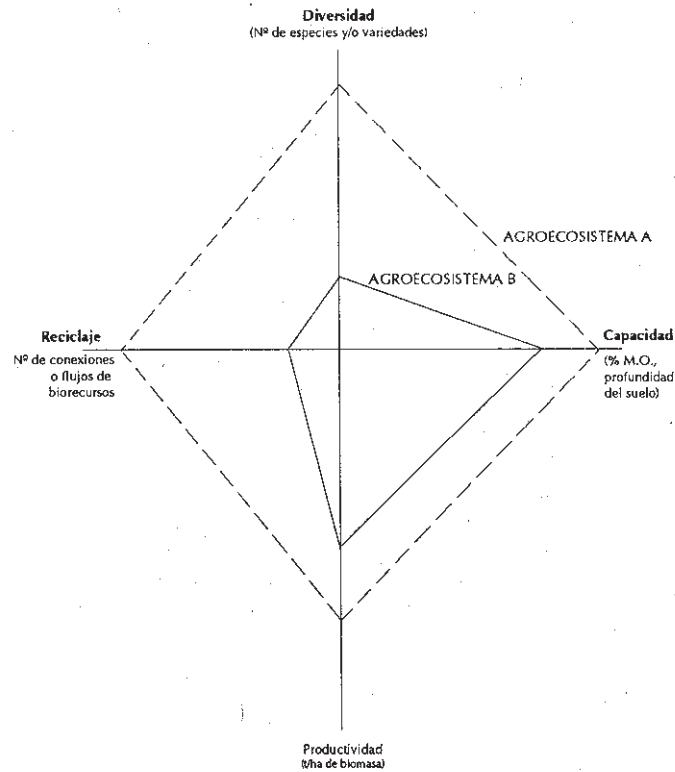 Diversidad
(Nº de especies y/o variedades)
AGROECOSISTEMA A
AGROECOSISTEMA B
Reciclaje
Nº de conexiones
o flujos de
biorecursos
Capacidad
(% M.O.,
profundidad
del suelo)
Productividad
(t/ha de biomasa)